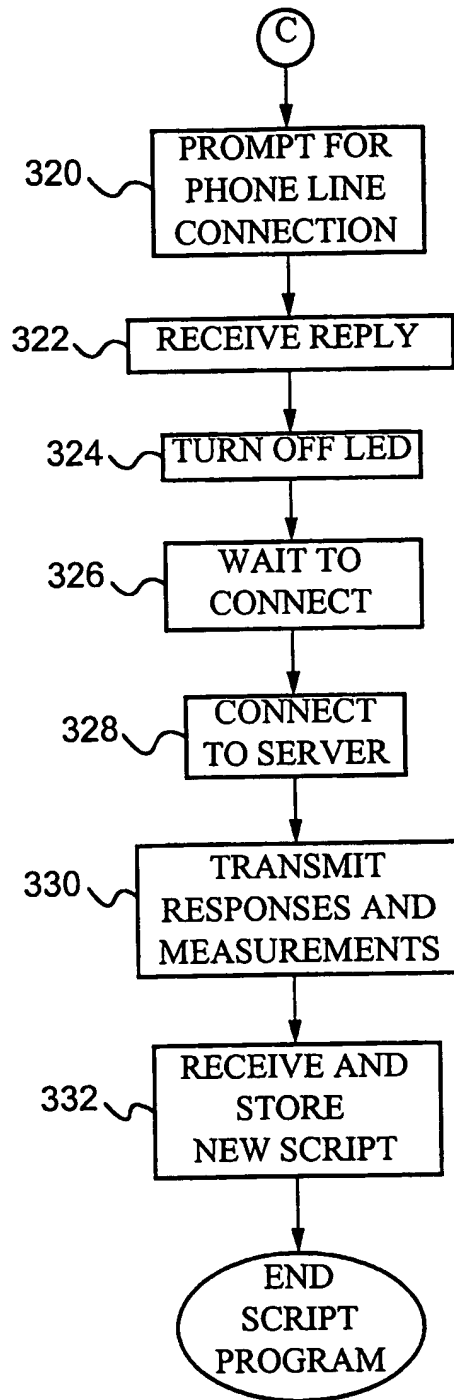 C
320
PROMPT FOR
PHONE LINE
CONNECTION
322
RECEIVE REPLY
324
TURN OFF LED
326
WAIT TO
CONNECT
328
CONNECT
TO SERVER
330
TRANSMIT
RESPONSES AND
MEASUREMENTS
332
RECEIVE AND
STORE
NEW SCRIPT
END
SCRIPT
PROGRAM